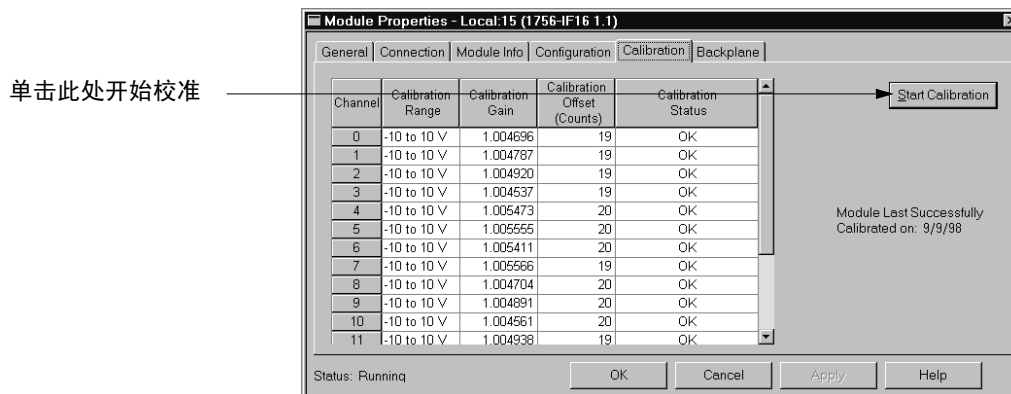 Module Properties - Local:15 (1756-IF16 1.1)
General Connection Module Info Configuration Calibration Backplane
单击此处开始校准
Channel Calibration Range Calibration Gain Calibration Offset (Counts) Calibration Status
Start Calibration
0 -10 to 10 V 1.004696 19 OK
1 -10 to 10 V 1.004787 19 OK
2 -10 to 10 V 1.004920 19 OK
3 -10 to 10 V 1.004537 19 OK
4 -10 to 10 V 1.005473 20 OK
5 -10 to 10 V 1.005555 20 OK
6 -10 to 10 V 1.005411 20 OK
7 -10 to 10 V 1.005566 19 OK
8 -10 to 10 V 1.004704 20 OK
9 -10 to 10 V 1.004891 20 OK
10 -10 to 10 V 1.004561 20 OK
11 -10 to 10 V 1.004938 19 OK
Module Last Successfully
Calibrated on: 9/9/98
Status: Running
OK Cancel Apply Help